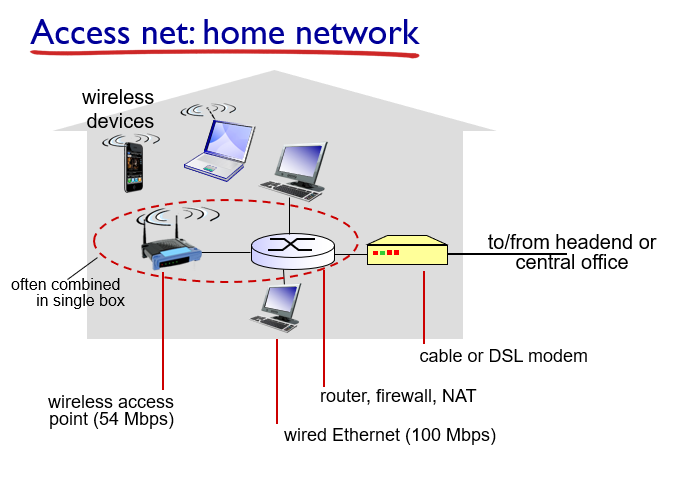 Access net: home network
wireless
devices
to/from headend or
central office
often combined
in single box
cable or DSL modem
wireless access
point (54 Mbps)
router, firewall, NAT
wired Ethernet (100 Mbps)